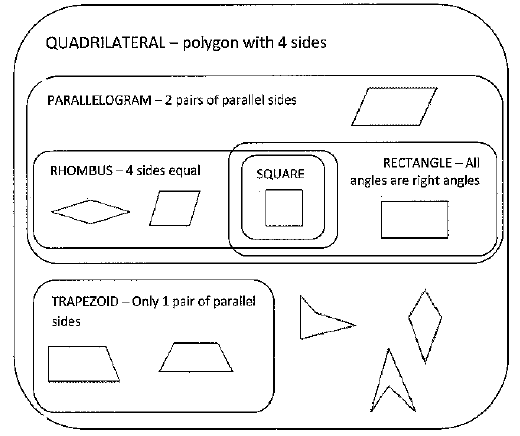 QUADRILATERAL – polygon with 4 sides
PARALLELOGRAM – 2 pairs of parallel sides
RHOMBUS – 4 sides equal
SQUARE
RECTANGLE – All
angles are right angles
TRAPEZOID – Only 1 pair of parallel
sides